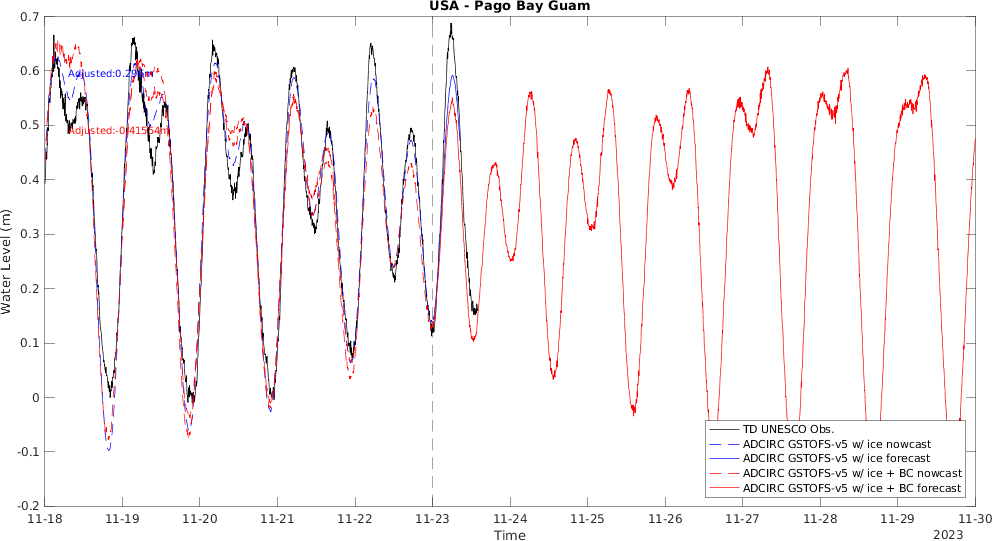 USA - Pago Bay Guam
0.7
0.6
0.5
0.4
0.3
0.2
0.1
0
-0.1
-0.2
Water Level (m)
Adjusted:-0.41564m
TD UNESCO Obs.
ADCIRC GSTOFS-v5 w/ ice nowcast
ADCIRC GSTOFS-v5 w/ ice forecast
ADCIRC GSTOFS-v5 w/ ice + BC nowcast
ADCIRC GSTOFS-v5 w/ ice + BC forecast
11-18 11-19 11-20 11-21 11-22 11-23 11-24 11-25 11-26 11-27 11-28 11-29 11-30
Time
2023